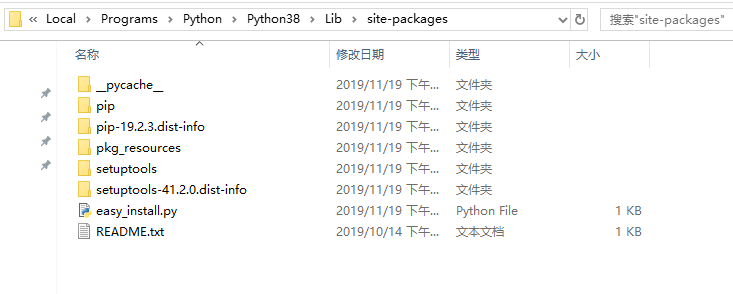 « Local > Programs > Python > Python38 > Lib > site-packages 搜索"site-packages"
名称 修改日期 类型 大小
__pycache__ 2019/11/19 下午... 文件夹
pip 2019/11/19 下午... 文件夹
pip-19.2.3.dist-info 2019/11/19 下午... 文件夹
pkg_resources 2019/11/19 下午... 文件夹
setuptools 2019/11/19 下午... 文件夹
setuptools-41.2.0.dist-info 2019/11/19 下午... 文件夹
easy_install.py 2019/11/19 下午... Python File 1 KB
README.txt 2019/10/14 下午... 文本文档 1 KB